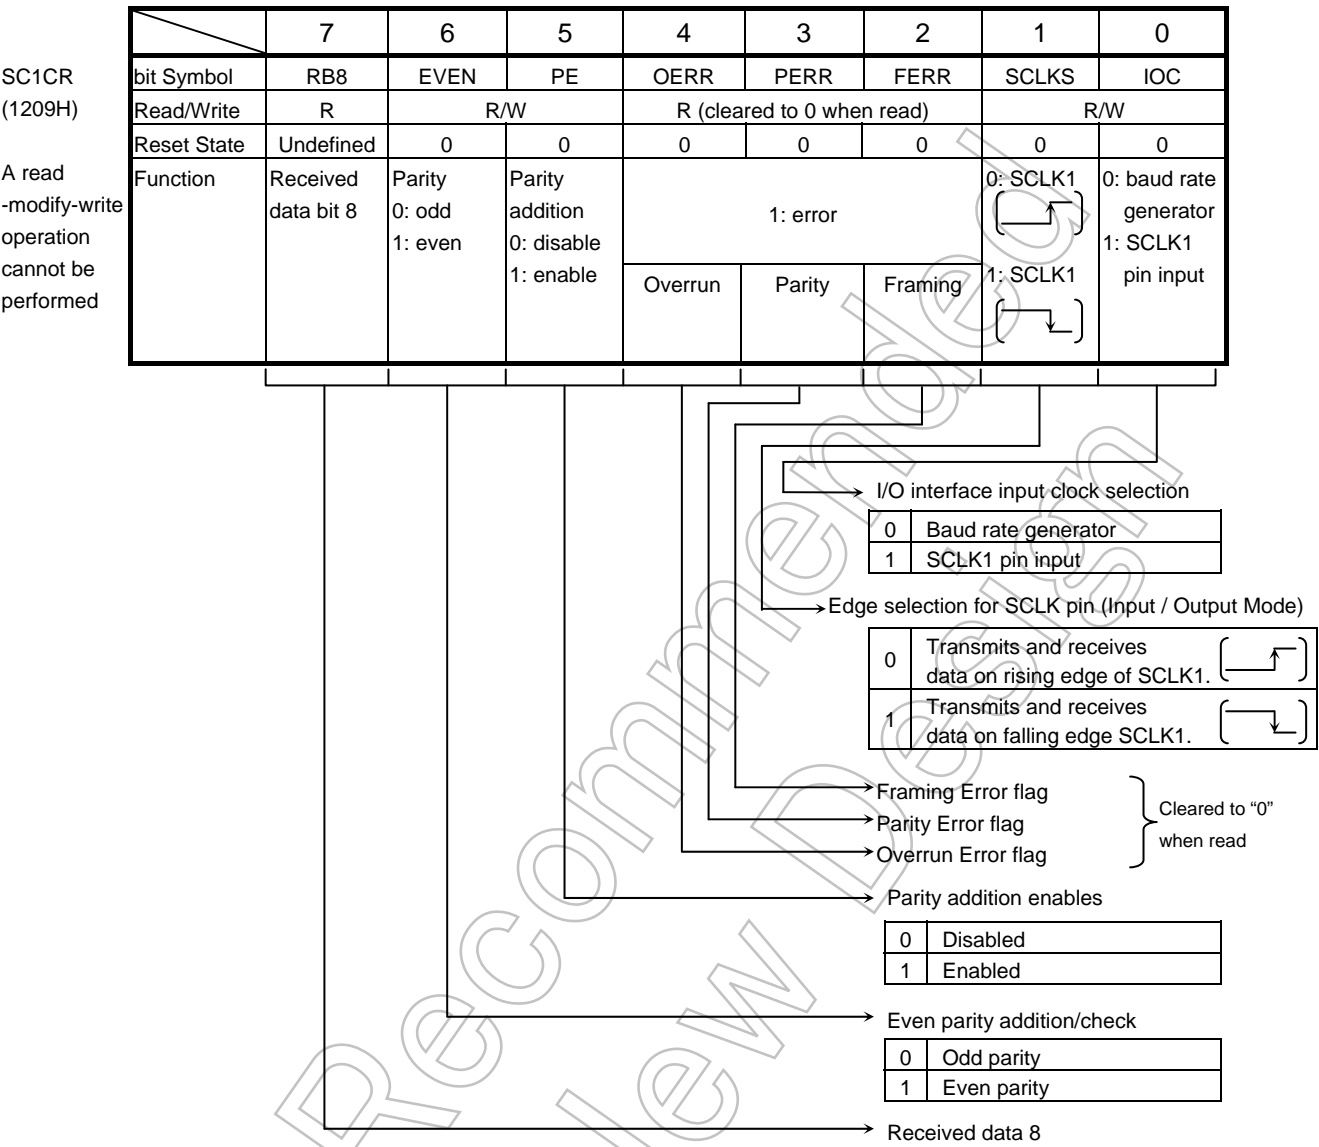 7 6 5 4 3 2 1 0
SC1CR
(1209H)
A read
-modify-write
operation
cannot be
performed
bit Symbol RB8 EVEN PE OERR PERR FERR SCLKS IOC
Read/Write R R/W R (cleared to 0 when read) R/W
Reset State Undefined 0 0 0 0 0 0 0
Function
Received
data bit 8
Parity
0: odd
1: even
Parity
addition
0: disable
1: enable
1: error
Overrun Parity Framing
0: SCLK1
1: SCLK1
0: baud rate
generator
1: SCLK1
pin input
I/O interface input clock selection
0 Baud rate generator
1 SCLK1 pin input
Edge selection for SCLK pin (Input / Output Mode)
0 Transmits and receives
data on rising edge of SCLK1.
1 Transmits and receives
data on falling edge SCLK1.
Framing Error flag
Parity Error flag
Overrun Error flag
Cleared to “0”
when read
Parity addition enables
0 Disabled
1 Enabled
Even parity addition/check
0 Odd parity
1 Even parity
Received data 8
Recommended
Design